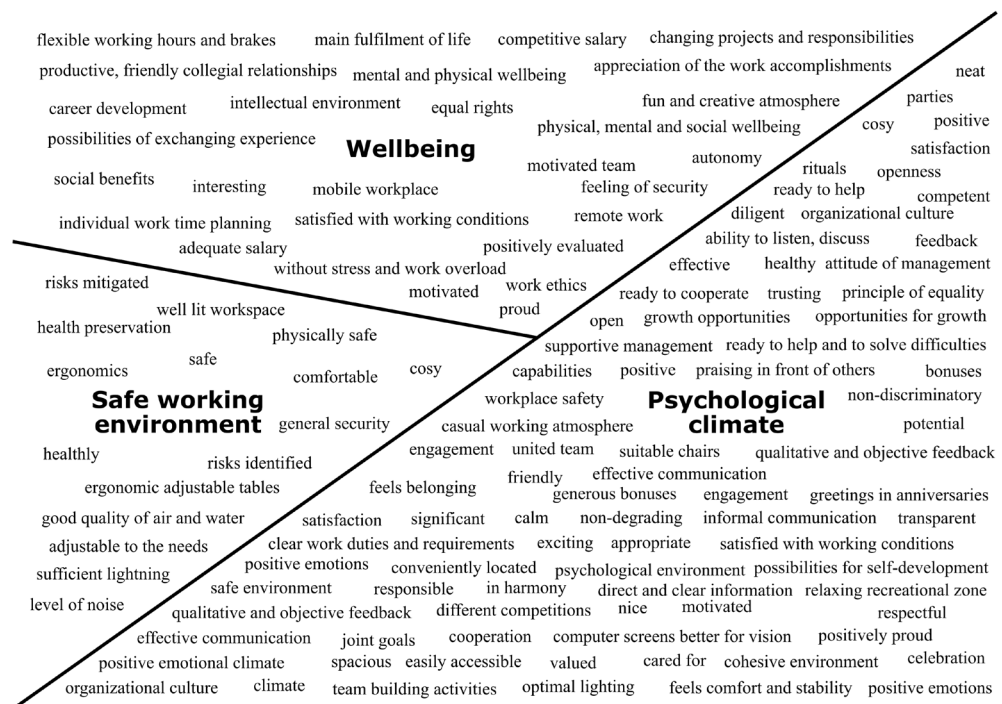 flexible working hours and brakes main fulfilment of life competitive salary changing projects and responsibilities
productive, friendly collegial relationships mental and physical wellbeing appreciation of the work accomplishments neat
career development intellectual environment equal rights fun and creative atmosphere parties
possibilities of exchanging experience Wellbeing physical, mental and social wellbeing cosy positive
motivated team autonomy satisfaction
social benefits interesting mobile workplace feeling of security rituals openness
ready to help competent
individual work time planning satisfied with working conditions remote work diligent organizational culture
adequate salary positively evaluated ability to listen, discuss feedback
without stress and work overload effective healthy attitude of management
risks mitigated motivated work ethics ready to cooperate trusting principle of equality
well lit workspace proud open growth opportunities opportunities for growth
health preservation physically safe supportive management ready to help and to solve difficulties
ergonomics safe comfortable cosy capabilities positive praising in front of others bonuses
Safe working workplace safety Psychological non-discriminatory
environment general security casual working atmosphere climate potential
healthly risks identified engagement united team suitable chairs qualitative and objective feedback
friendly effective communication
ergonomic adjustable tables feels belonging generous bonuses engagement greetings in anniversaries
good quality of air and water satisfaction significant calm non-degrading informal communication transparent
adjustable to the needs clear work duties and requirements exciting appropriate satisfied with working conditions
sufficient lightning positive emotions conveniently located psychological environment possibilities for self-development
safe environment responsible in harmony direct and clear information relaxing recreational zone
level of noise qualitative and objective feedback different competitions nice motivated respectful
effective communication joint goals cooperation computer screens better for vision positively proud
positive emotional climate spacious easily accessible valued cared for cohesive environment celebration
organizational culture climate team building activities optimal lighting feels comfort and stability positive emotions